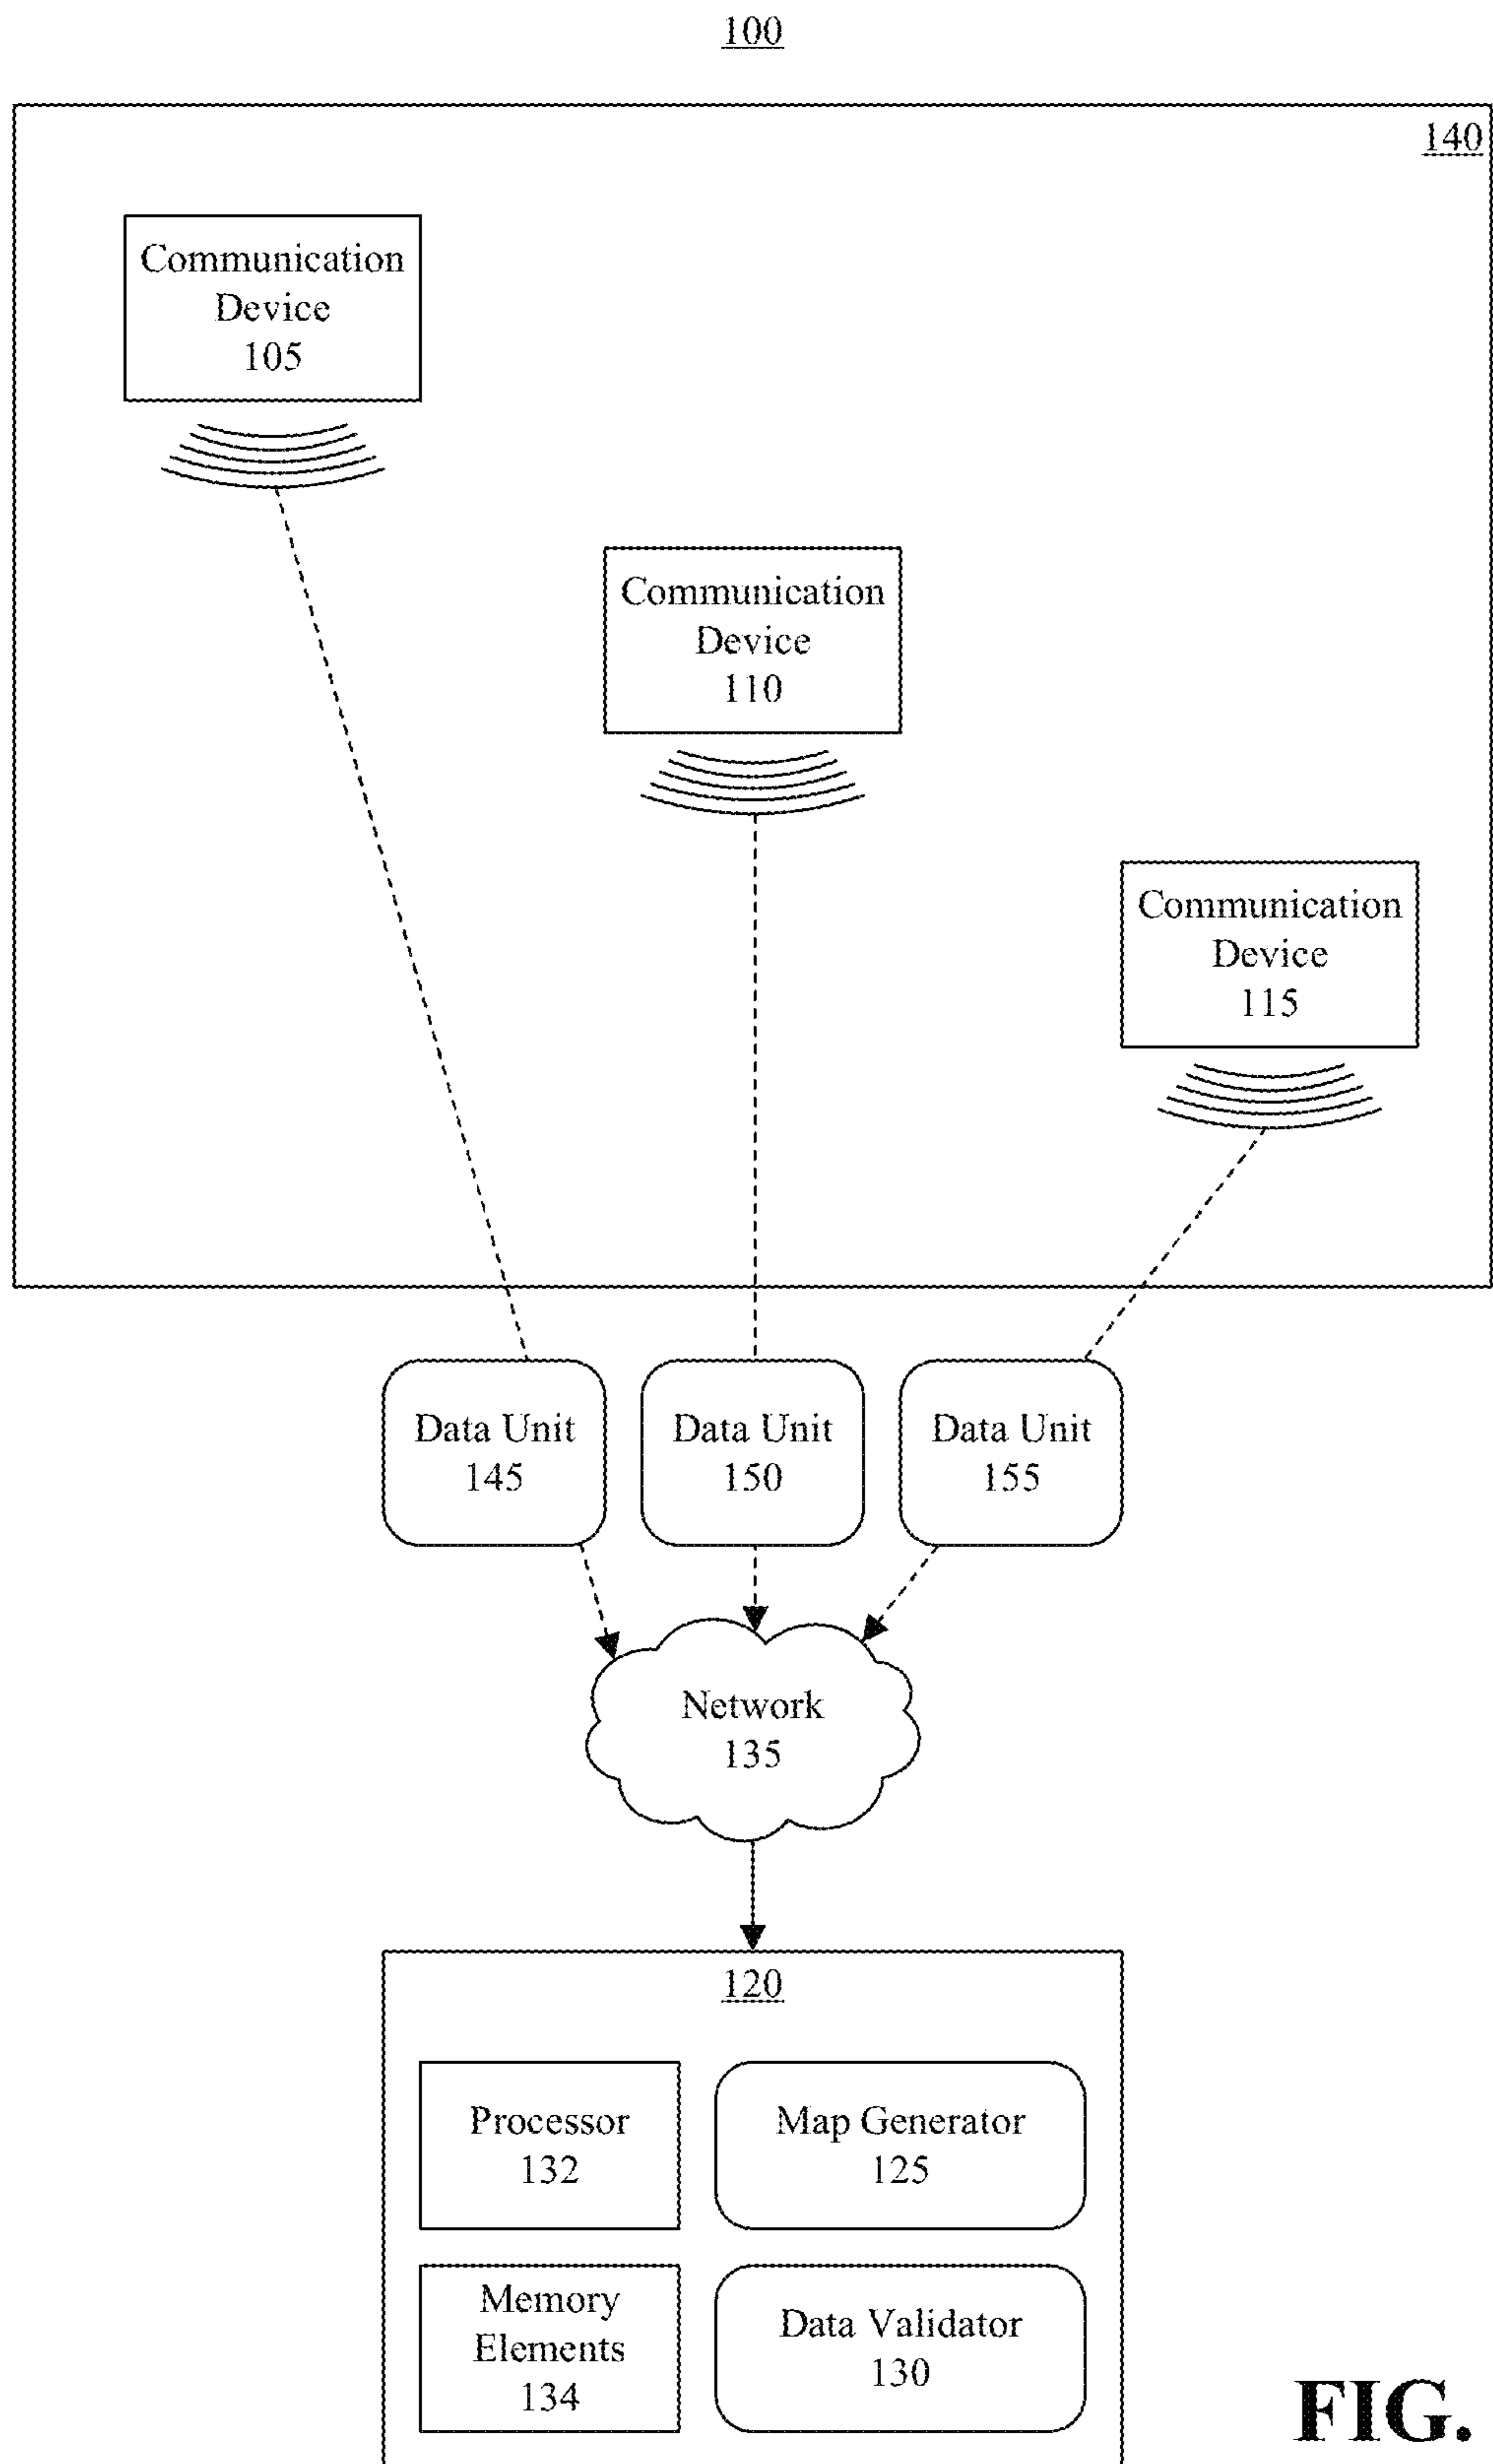 100
140
Communication
Device
105
Communication
Device
110
Communication
Device
115
Data Unit
145
Data Unit
150
Data Unit
155
Network
135
120
Processor
132
Map Generator
125
Memory
Elements
134
Data Validator
130
FIG.